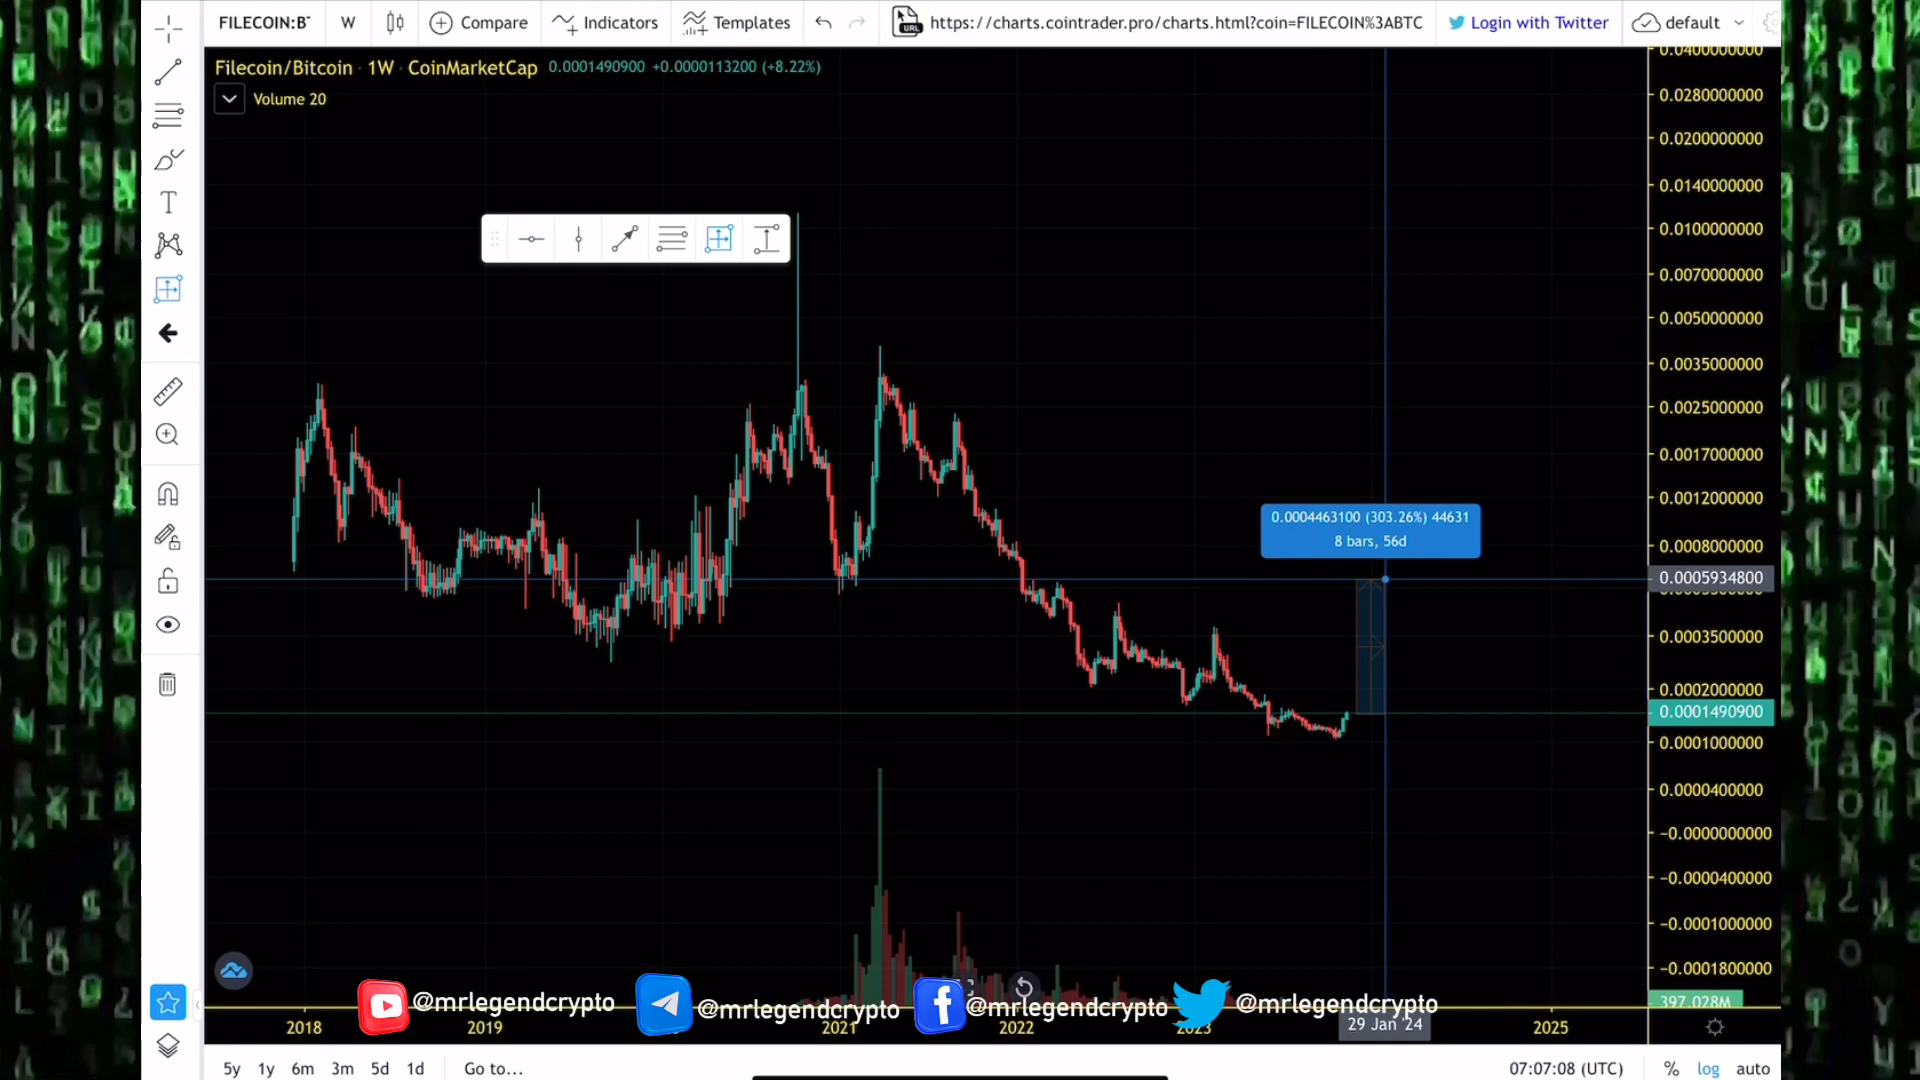 FILECOIN:B
W
Compare
Indicators
Templates
URL
https://charts.cointrader.pro/charts.html?coin=FILECOIN%3ABTC
Login with Twitter
default
Filecoin/Bitcoin · 1W · CoinMarketCap 0.0001490900 +0.0000113200 (+8.22%)
Volume 20
0.0400000000
0.0280000000
0.0200000000
0.0140000000
0.0100000000
0.0070000000
0.0050000000
0.0035000000
0.0025000000
0.0017000000
0.0012000000
0.0004463100 (303.26%) 44631
8 bars, 56d
0.0008000000
0.0005934800
0.0003500000
0.0002000000
0.0001490900
0.0001000000
0.0000400000
-0.0000000000
-0.0000400000
-0.0001000000
-0.0001800000
397.028M
@mrlegendcrypto
@mrlegendcrypto
@mrlegendcrypto
@mrlegendcrypto
2018
2019
2021
2022
2023
29 Jan '24
2025
5y 1y 6m 3m 5d 1d Go to...
07:07:08 (UTC) % log auto